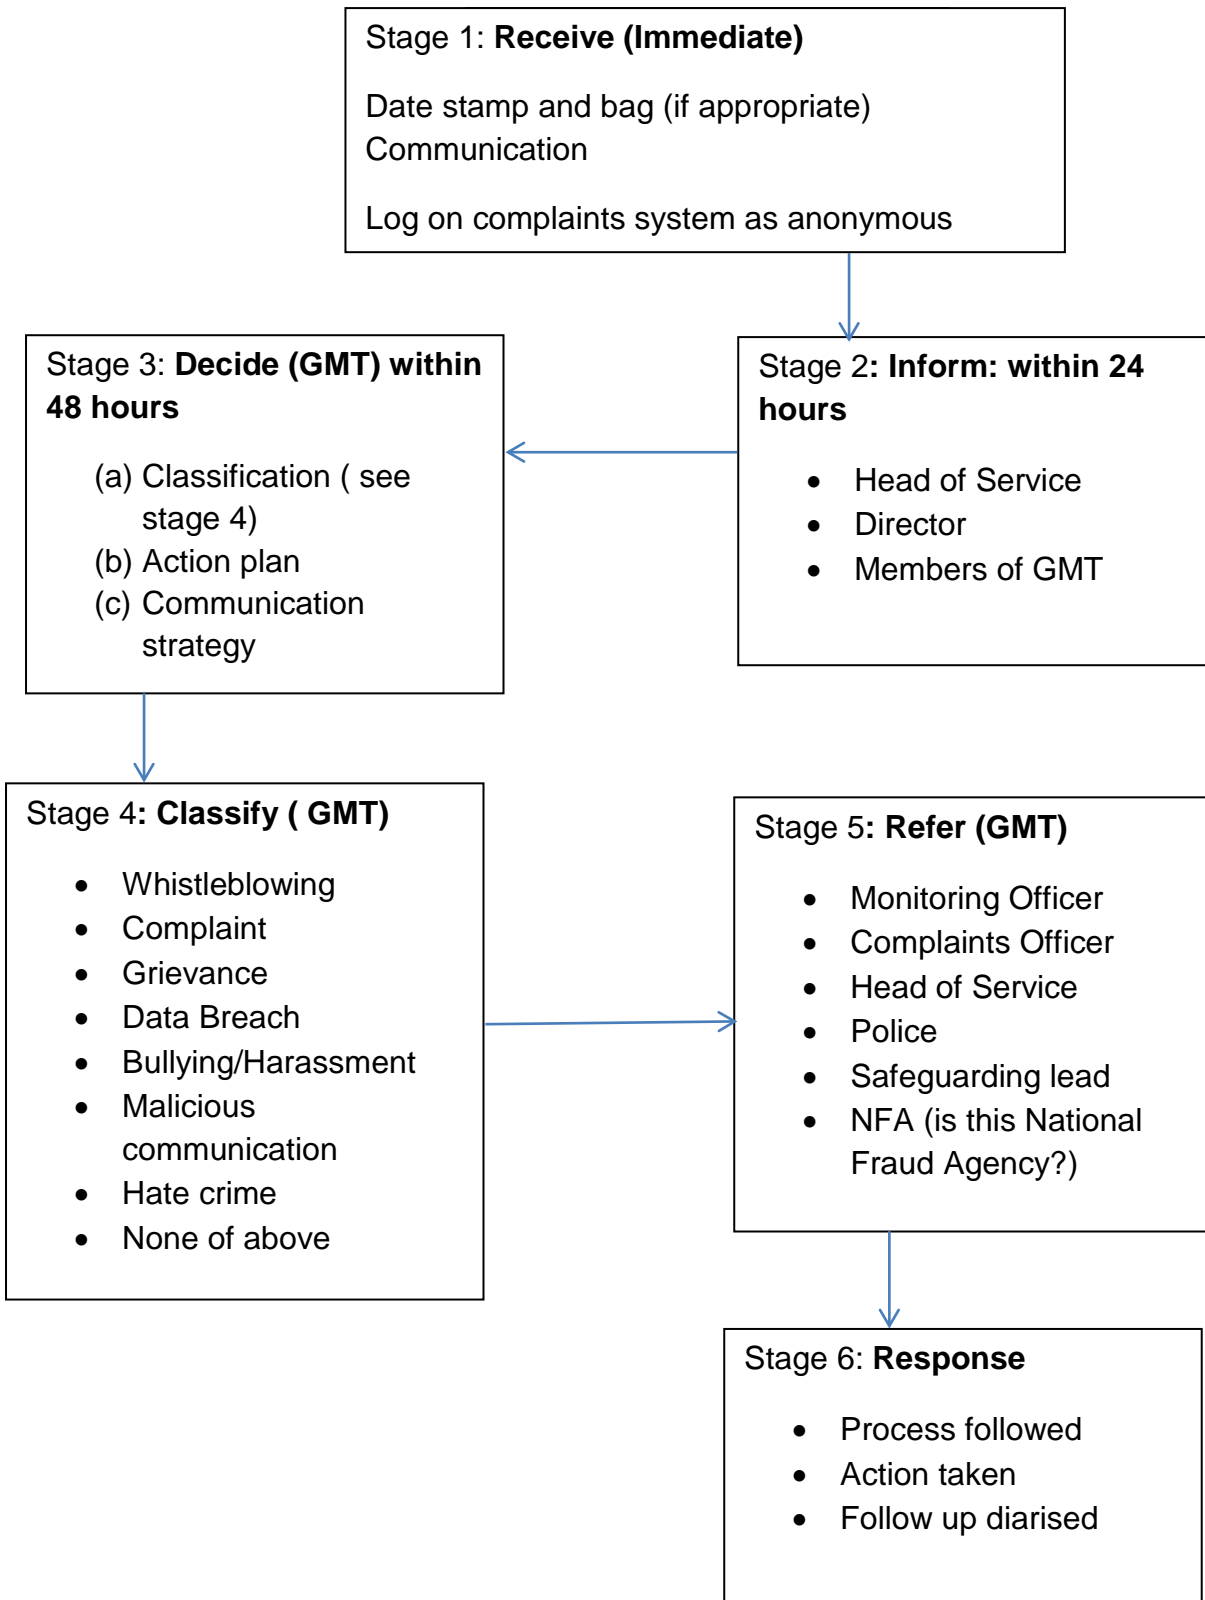 Stage 1: Receive (Immediate)
Date stamp and bag (if appropriate)
Communication
Log on complaints system as anonymous
Stage 2: Inform: within 24
hours
• Head of Service
• Director
• Members of GMT
Stage 3: Decide (GMT) within
48 hours
(a) Classification ( see
stage 4)
(b) Action plan
(c) Communication
strategy
Stage 4: Classify ( GMT)
• Whistleblowing
• Complaint
• Grievance
• Data Breach
• Bullying/Harassment
• Malicious
communication
• Hate crime
• None of above
Stage 5: Refer (GMT)
• Monitoring Officer
• Complaints Officer
• Head of Service
• Police
• Safeguarding lead
• NFA (is this National
Fraud Agency?)
Stage 6: Response
• Process followed
• Action taken
• Follow up diarised